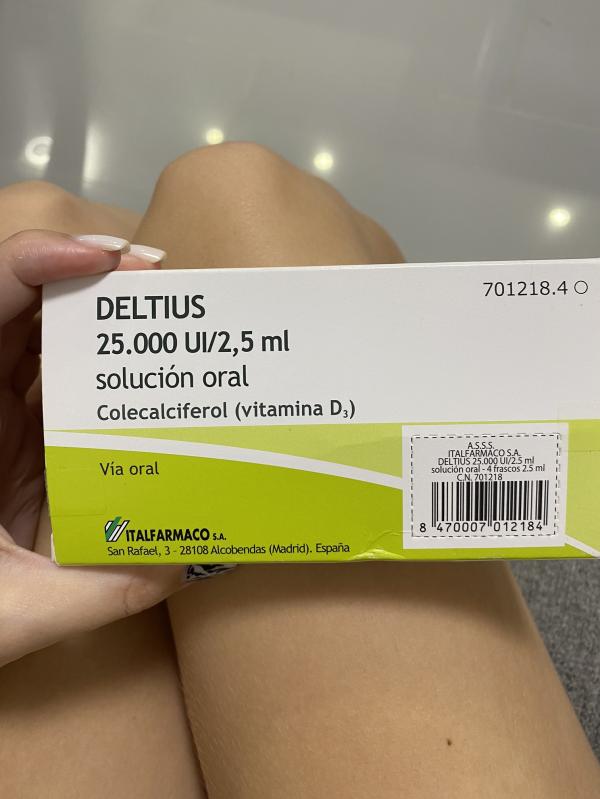 701218.4
DELTIUS
25.000 UI/2,5 ml
solución oral
Colecalciferol (vitamina D₃)
Vía oral
ITALFARMACO S.A.
San Rafael, 3 - 28108 Alcobendas (Madrid). España
A.S.S.S.
ITALFARMACO S.A.
DELTIUS 25.000 UI/2.5 ml
solución oral - 4 frascos 2.5 ml
C.N. 701218
8 470007 012184